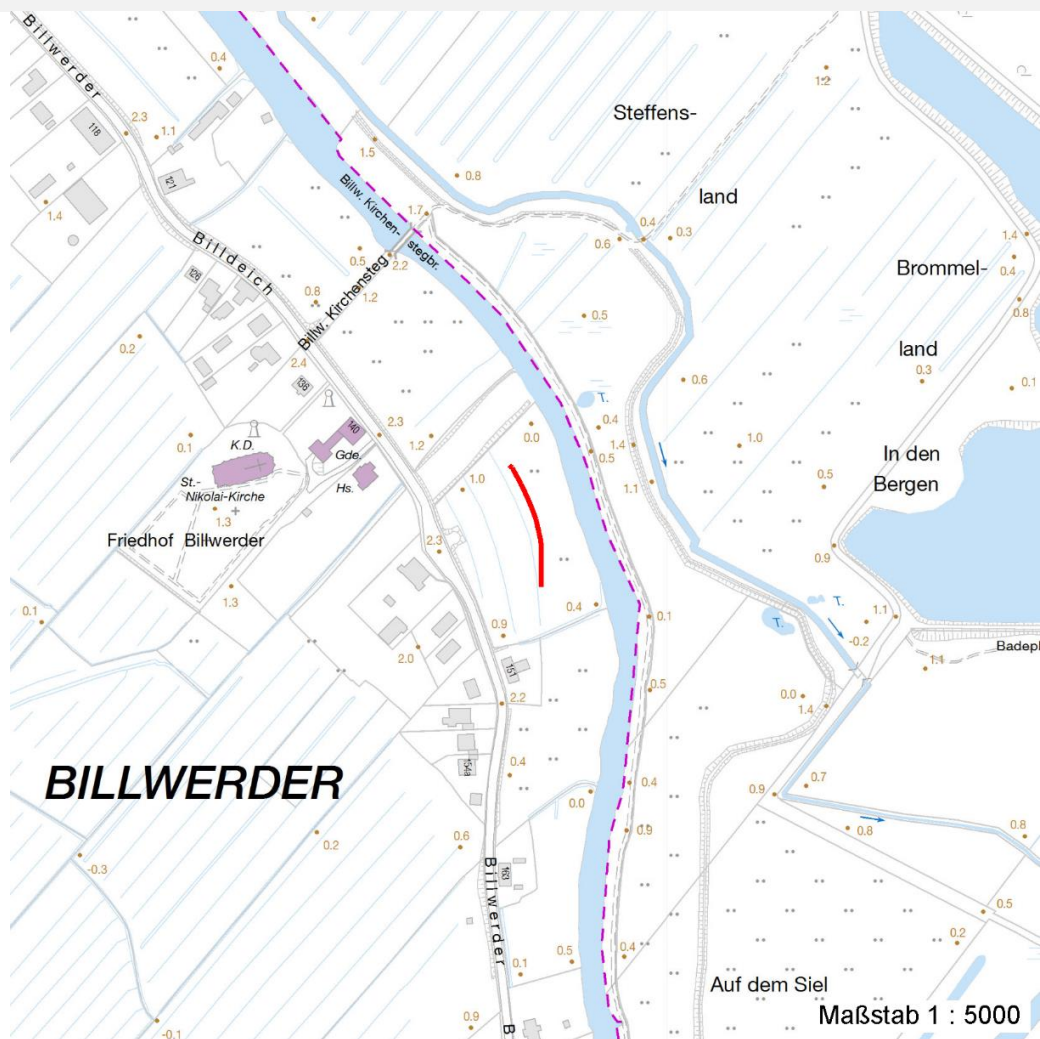 Billwerder
0.4
1.2
2.3
1.1
118
Steffens-
1.5
121
0.8
1.4
Billw. Kirchen-
stegbr.
land
1.7
0.4
0.3
0.6
1.4
Billdeich
0.5
2.2
0.4
Brommel-
126
1.2
0.8
Billw. Kirchensteg
0.8
0.5
0.2
land
2.4
0.3
0.6
138
0.1
T.
140
0.0
0.4
0.1
2.3
1.2
K.D.
Gde.
0.5
1.4
1.0
In den
Bergen
St.-
Nikolai-Kirche
Hs.
1.0
1.1
0.5
1.3
Friedhof Billwerder
2.3
0.9
1.3
0.4
T.
0.1
0.1
T.
1.1
0.9
-0.2
2.0
151
1.1
Badepl
0.5
2.2
0.0
1.4
154a
0.4
BILLWERDER
0.4
0.7
0.0
0.9
0.2
0.6
0.9
0.8
0.8
-0.3
163
Billwerder
0.5
0.2
0.5
0.4
0.1
Auf dem Siel
Maßstab 1 : 5000
-0.1
0.9
B